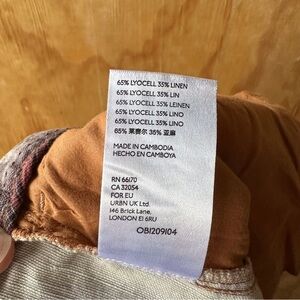 65% LYOCELL 35% LINEN
65% LYOCELL 35% LIN
65% LYOCELL 35% LEINEN
65% LYOCELL 35% LINO
65% LYOCELL 35% LINO
65% 莱赛尔 35% 亚麻
MADE IN CAMBODIA
HECHO EN CAMBOYA
RN 66170
CA 32054
FOR EU
URBN UK Ltd.
146 Brick Lane,
LONDON E1 6RU
OB1209104